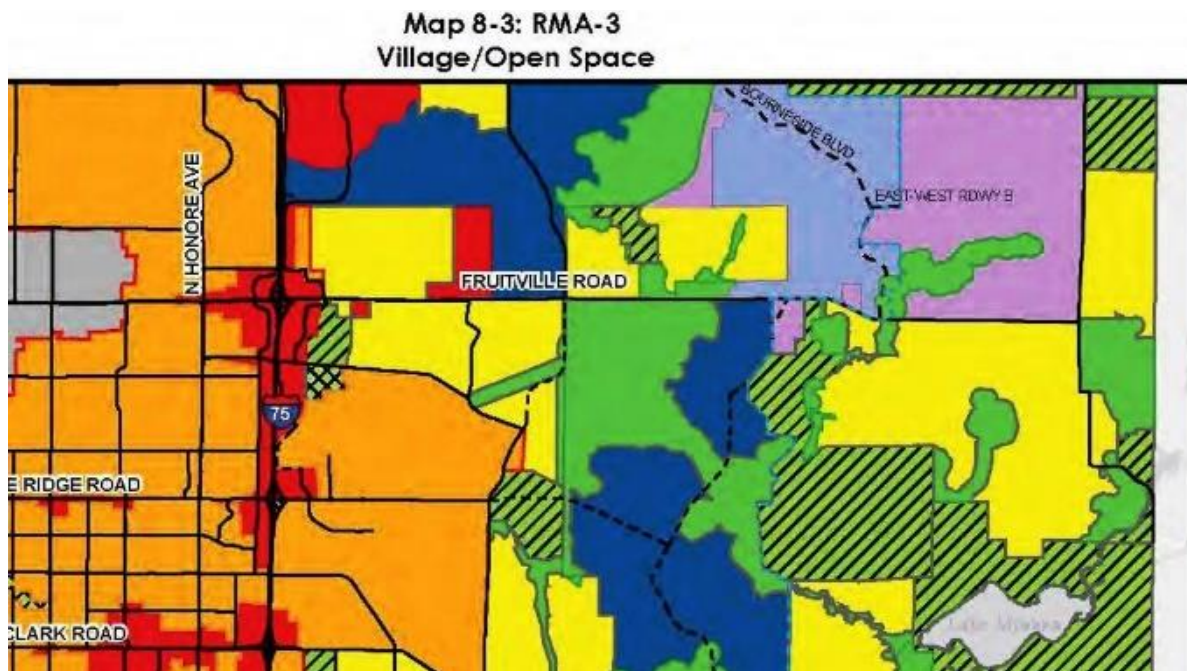 Map 8-3: RMA-3
Village/Open Space
BOURNESIDE BLVD
N HONORE AVE
EAST-WEST RDWY B
FRUITVILLE ROAD
75
E RIDGE ROAD
CLARK ROAD
Lake